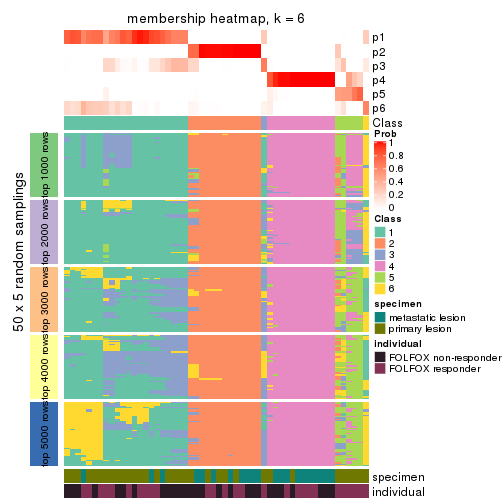 membership heatmap, k = 6
p1
p2
p3
p4
p5
p6
Class
50 x 5 random samplings
top 1000 rows
top 2000 rows
top 3000 rows
top 4000 rows
top 5000 rows
Prob
1
0.8
0.6
0.4
0.2
0
Class
1
2
3
4
5
6
specimen
metastatic lesion
primary lesion
individual
FOLFOX non-responder
FOLFOX responder
specimen
individual